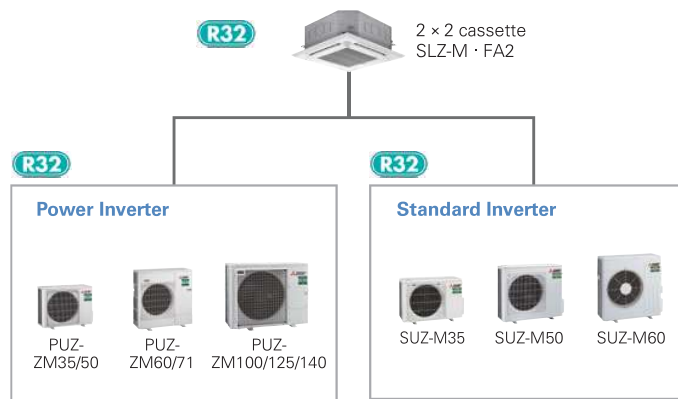 R32
2 × 2 cassette
SLZ-M · FA2
R32
Power Inverter
PUZ-
ZM35/50
PUZ-
ZM60/71
PUZ-
ZM100/125/140
R32
Standard Inverter
SUZ-M35
SUZ-M50
SUZ-M60